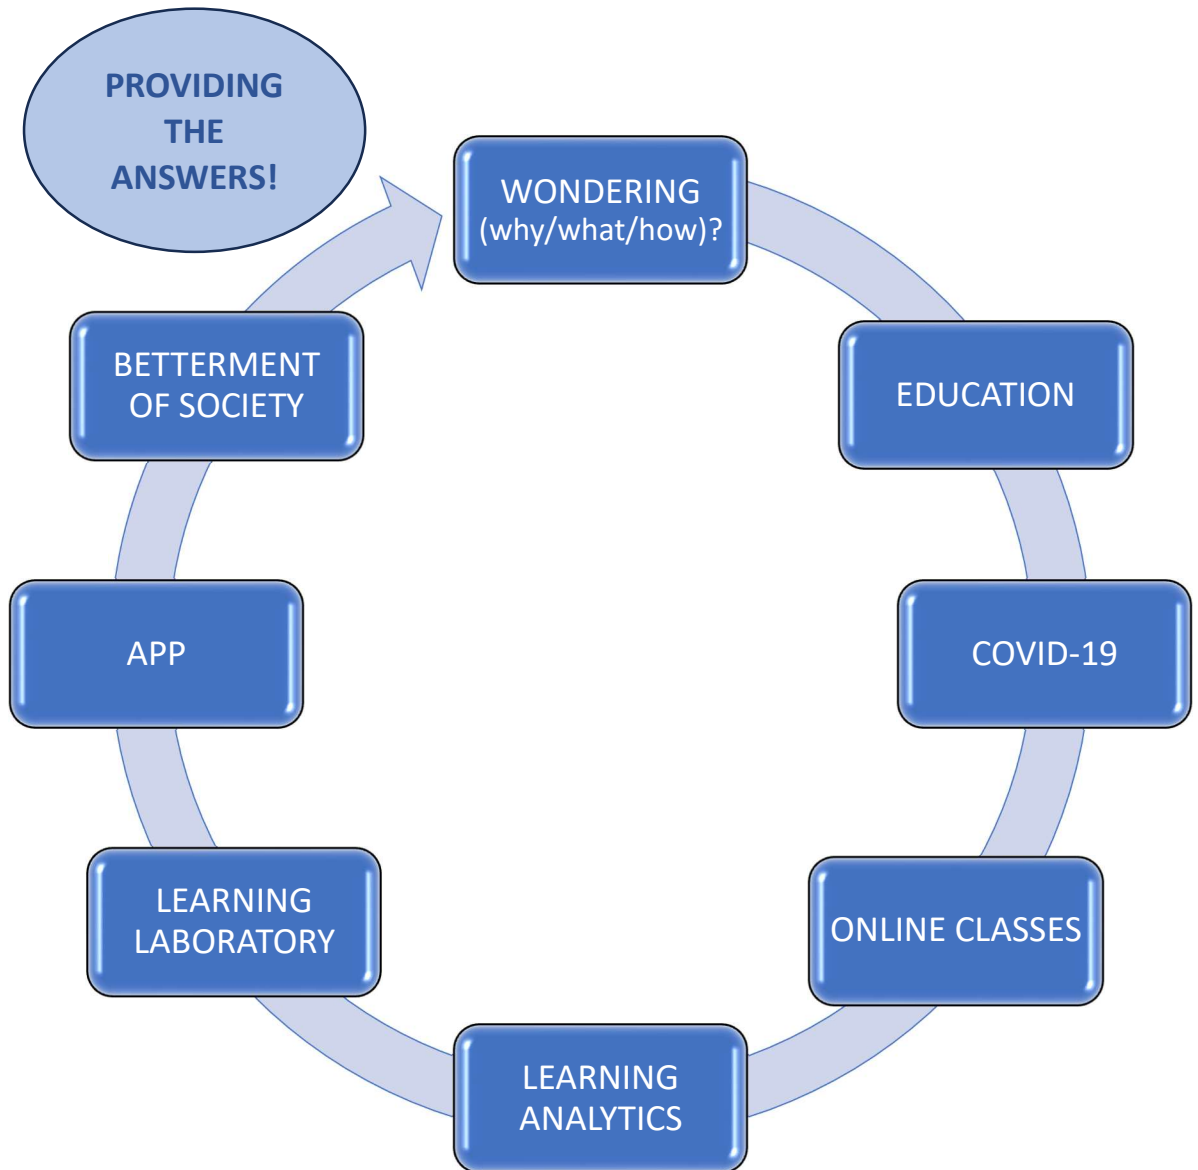 PROVIDING
THE
ANSWERS!
WONDERING
(why/what/how)?
EDUCATION
COVID-19
ONLINE CLASSES
LEARNING
ANALYTICS
LEARNING
LABORATORY
APP
BETTERMENT
OF SOCIETY